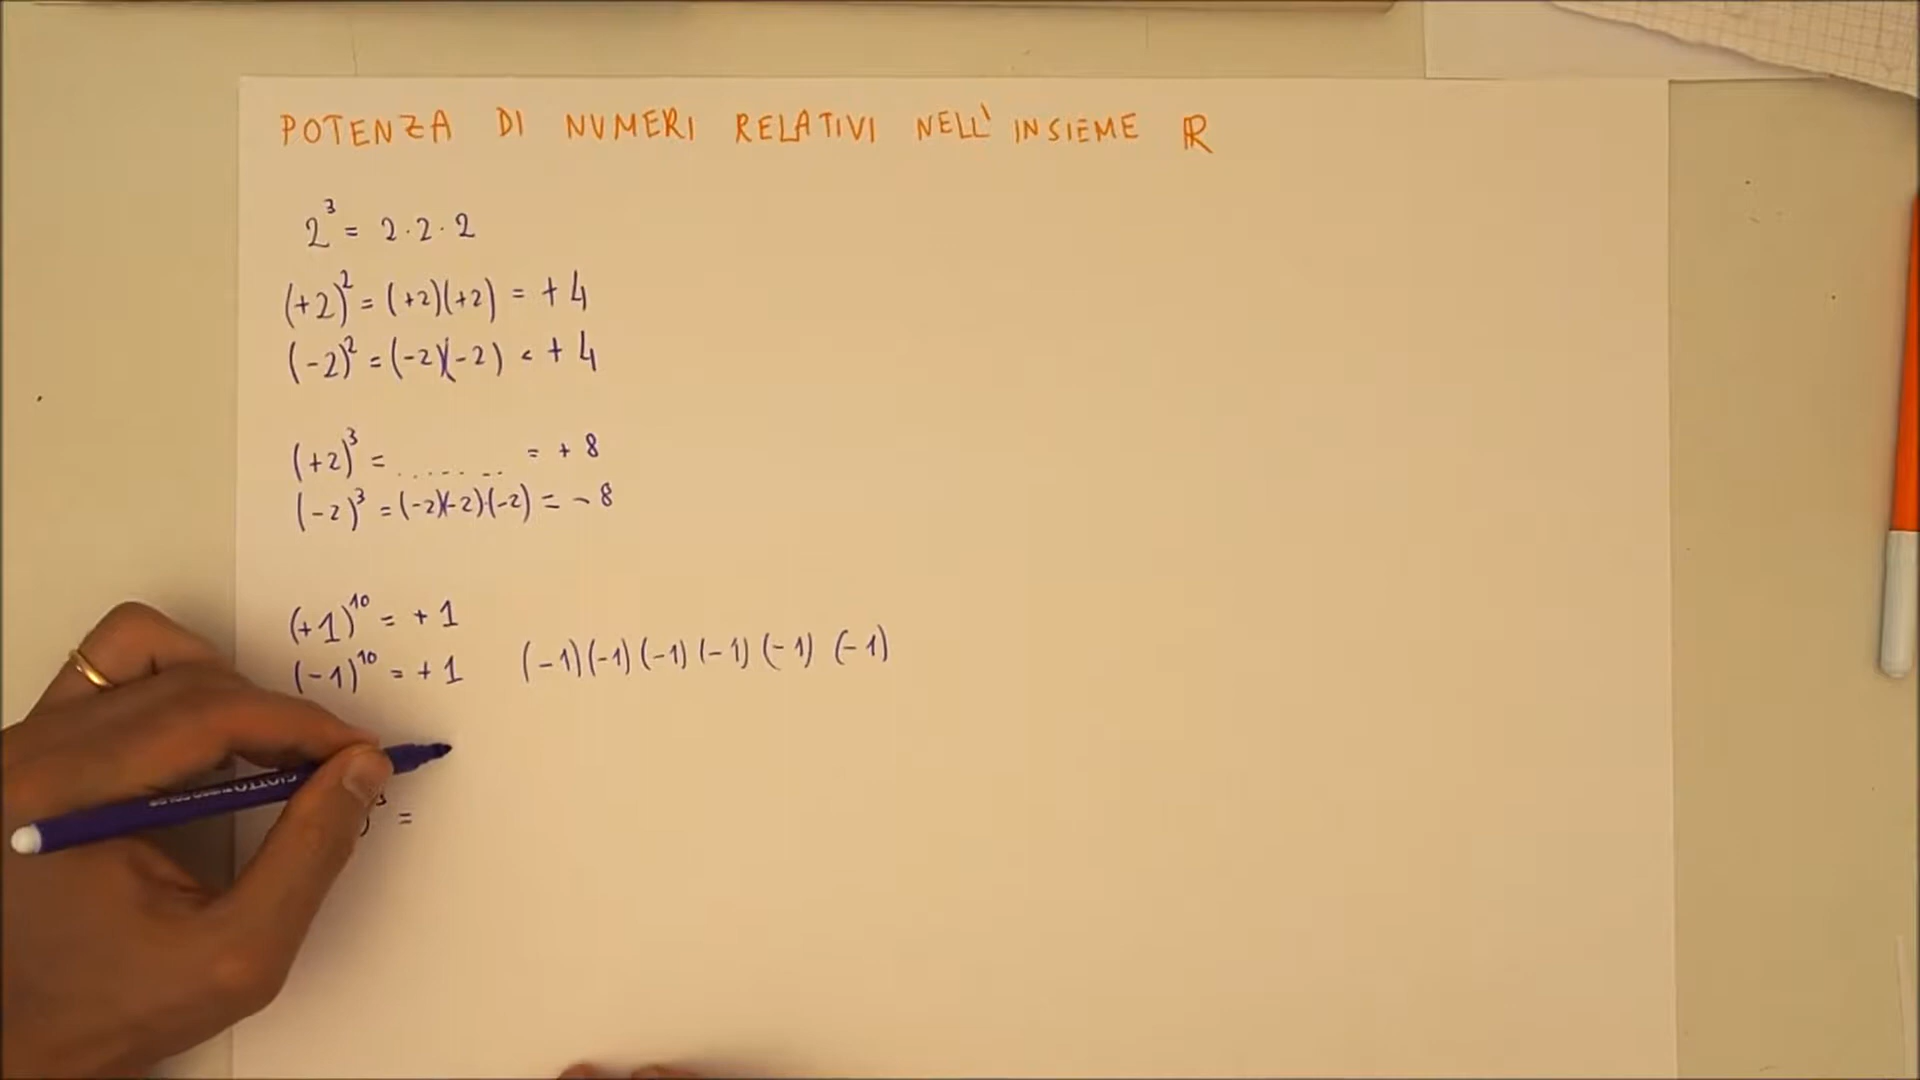 POTENZA DI NUMERI RELATIVI NELL' INSIEME ℝ
2³ = 2·2·2
(+2)² = (+2)(+2) = +4
(-2)² = (-2)(-2) = +4
(+2)³ = ....... = +8
(-2)³ = (-2)(-2)·(-2) = -8
(+1)¹⁰ = +1
(-1)¹⁰ = +1 (-1)(-1)(-1)(-1)(-1) (-1)
)³ =
GIOTTO